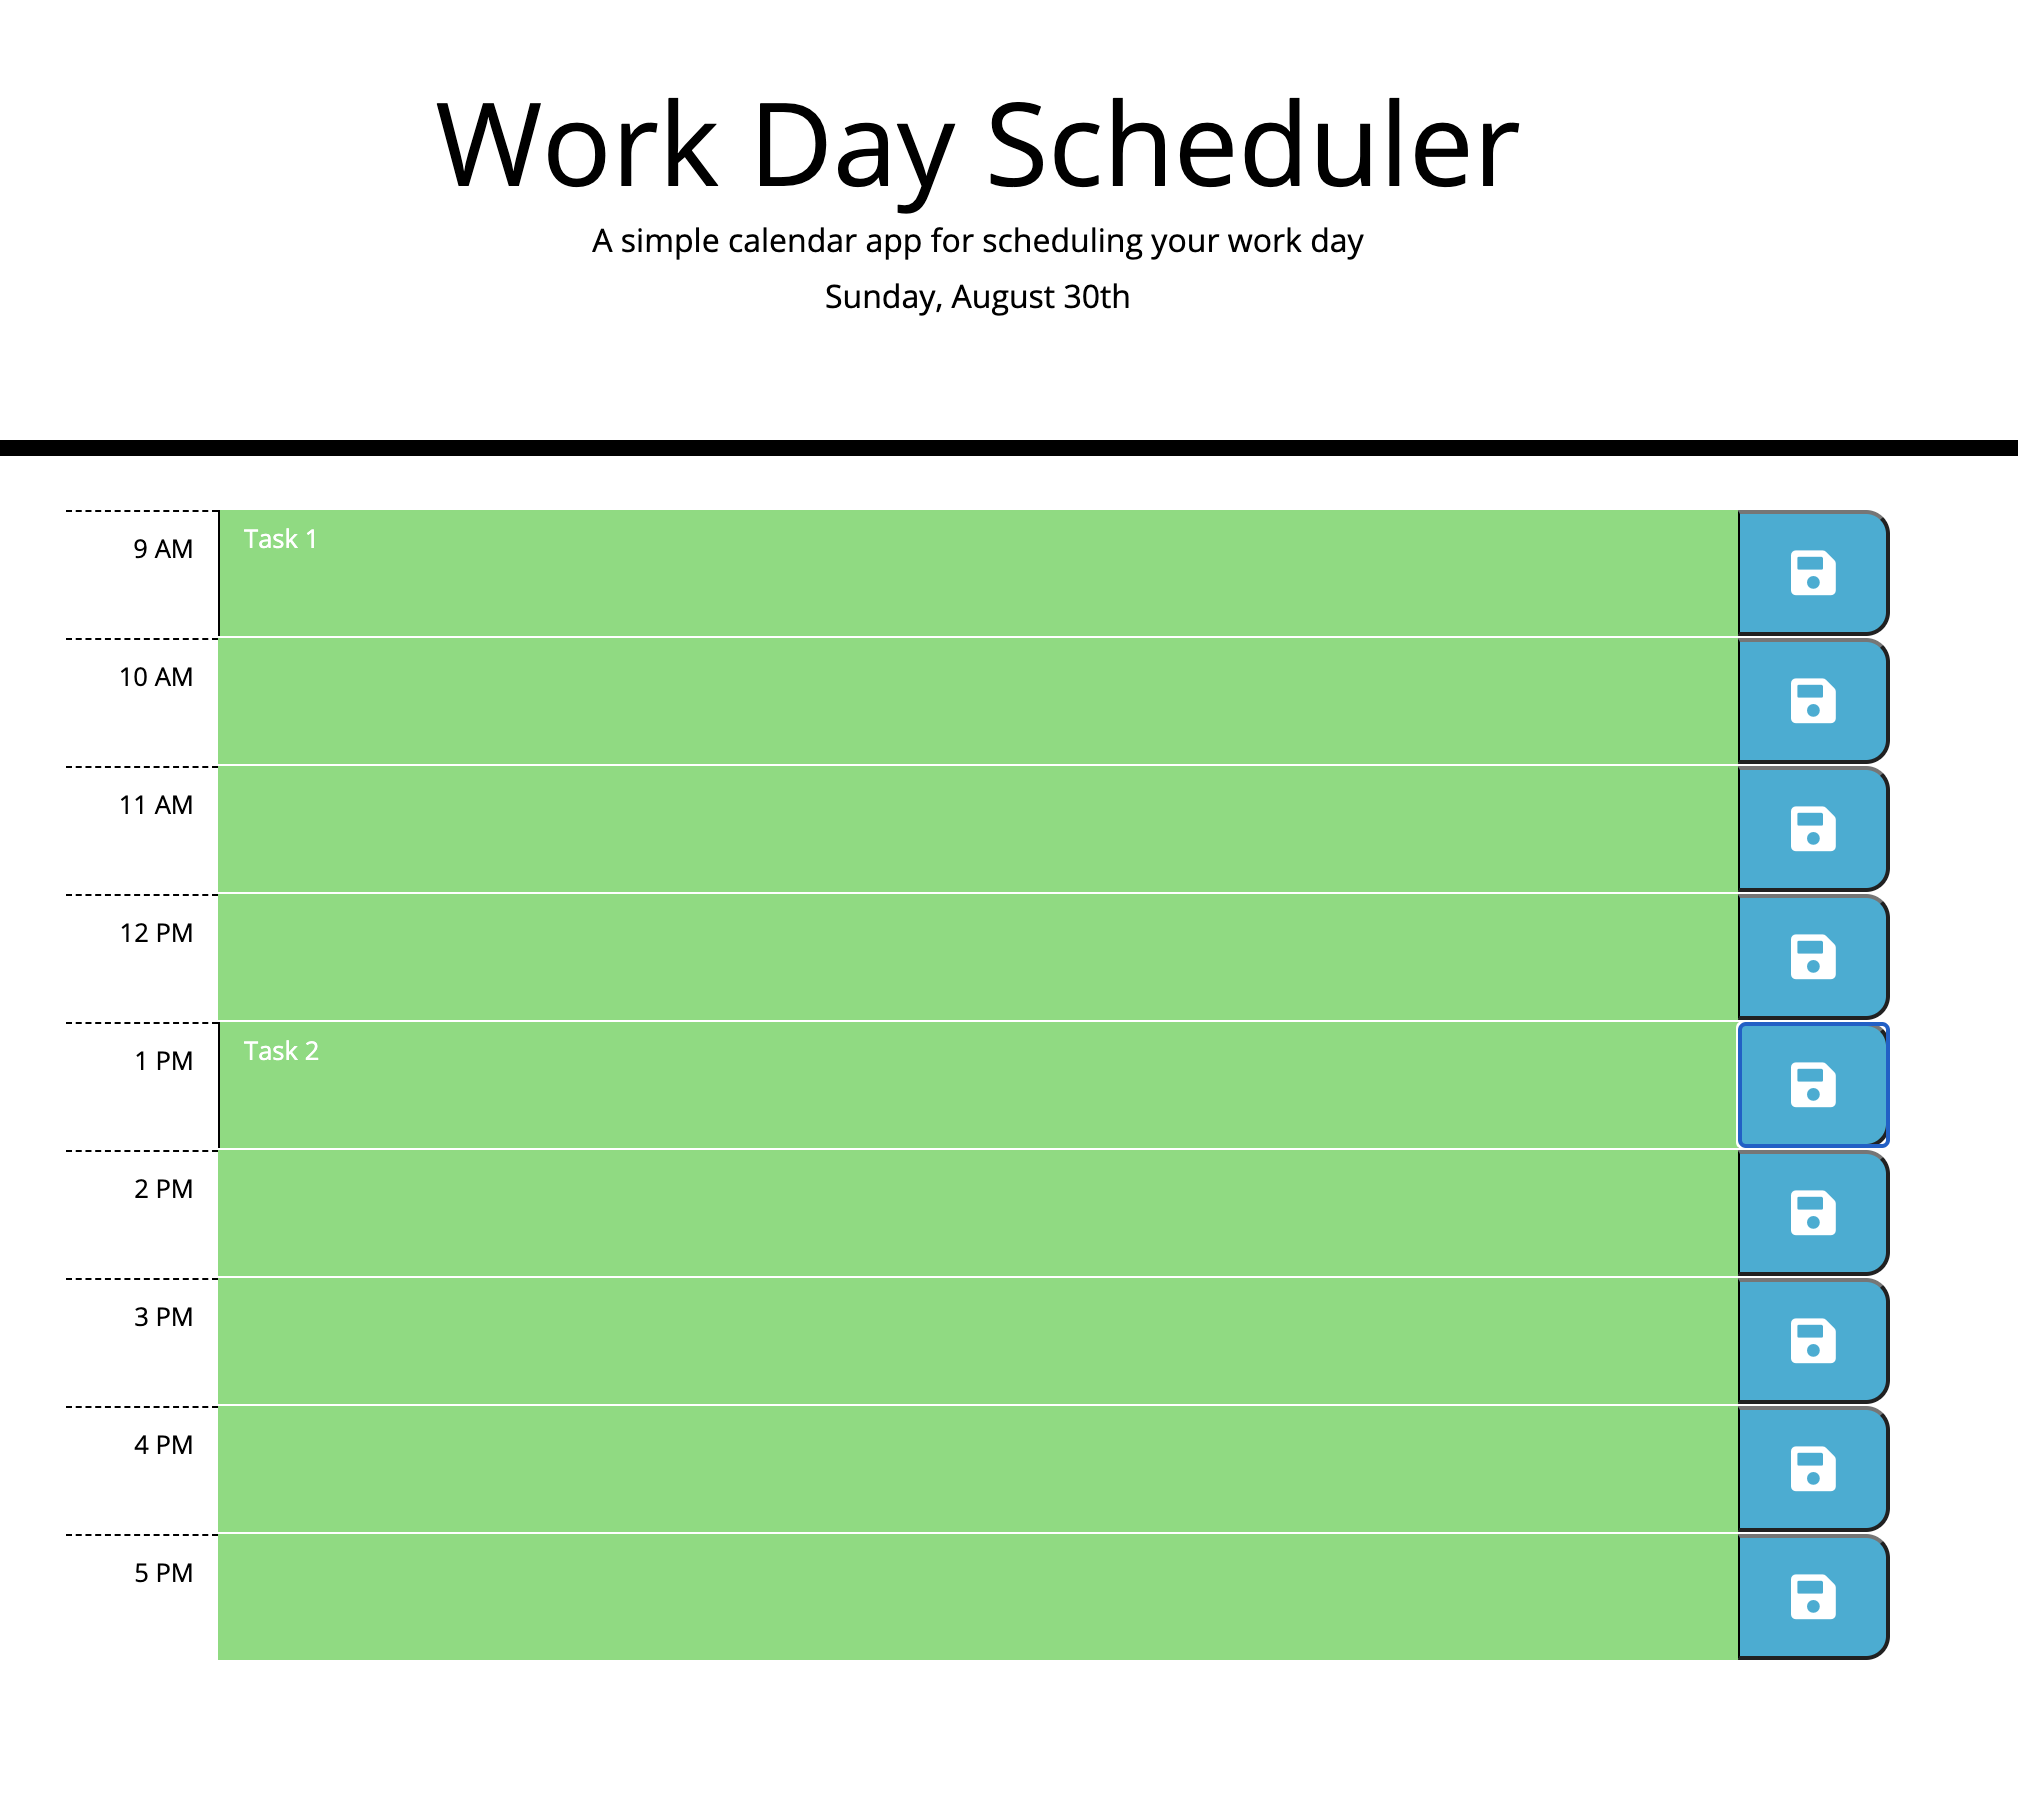 Work Day Scheduler
A simple calendar app for scheduling your work day
Sunday, August 30th
9 AM
Task 1
10 AM
11 AM
12 PM
1 PM
Task 2
2 PM
3 PM
4 PM
5 PM